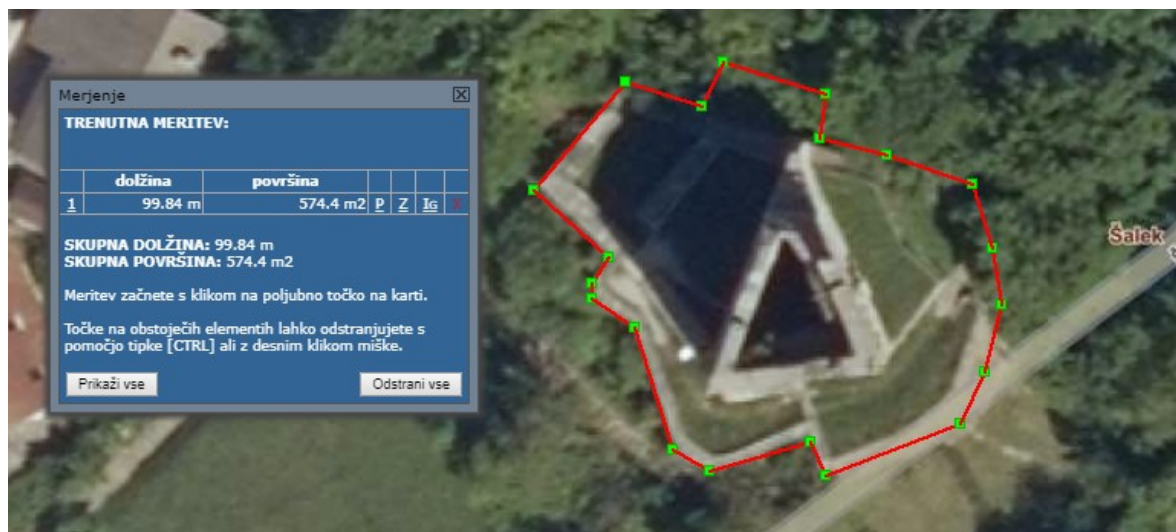 Merjenje
TRENUTNA MERITEV:
dolžina površina
1 99.84 m 574.4 m2 P Z IG X
SKUPNA DOLŽINA: 99.84 m
SKUPNA POVRŠINA: 574.4 m2
Meritev začnete s klikom na poljubno točko na karti.
Točke na obstoječih elementih lahko odstranjujete s
pomočjo tipke [CTRL] ali z desnim klikom miške.
Prikaži vse Odstrani vse
Šalek